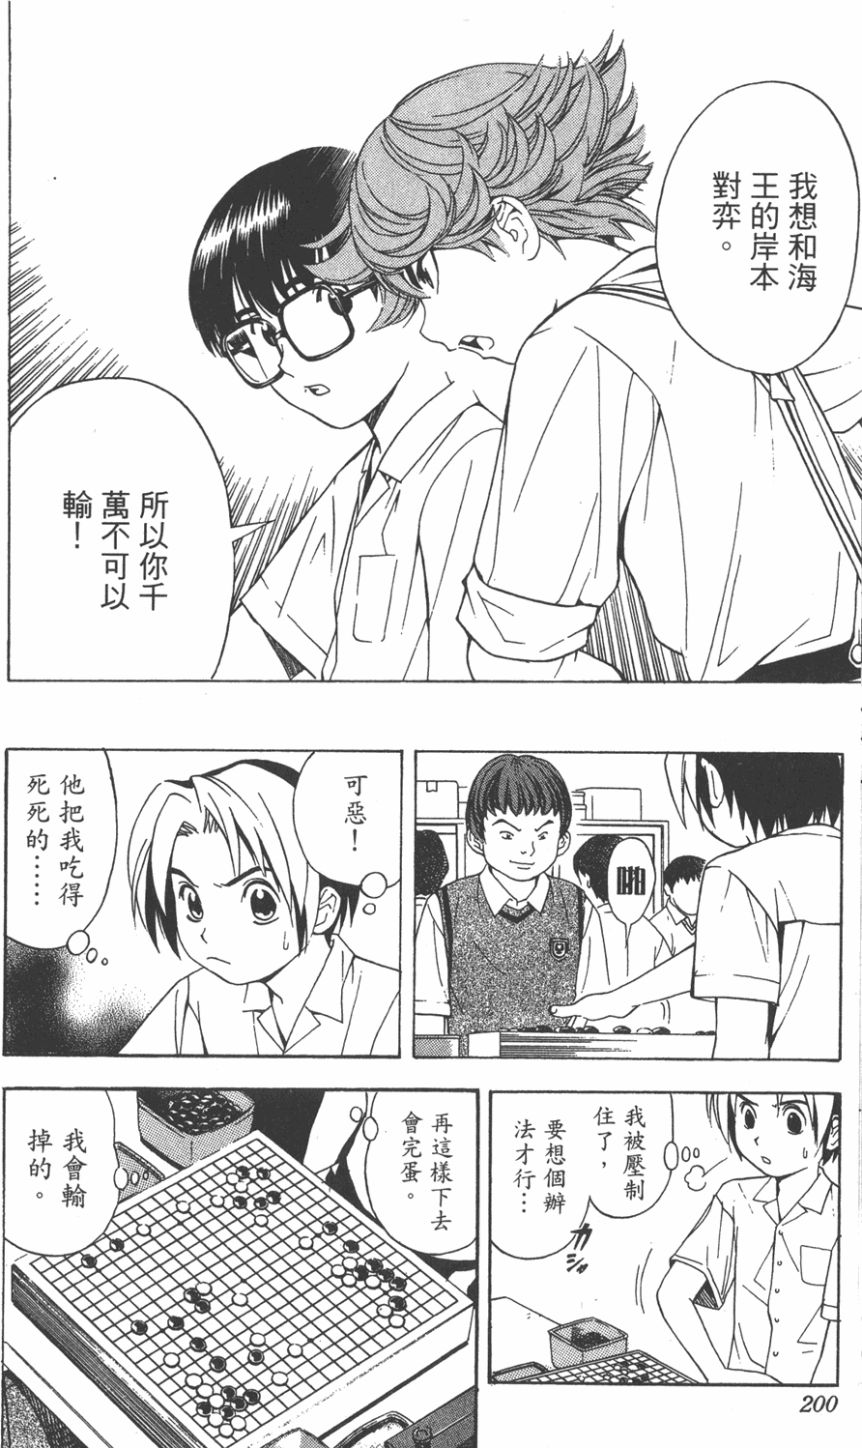 我想和海
王的岸本
對弈。
所以你千
萬不可以
輸！
啪
可惡！
他把我吃得
死死的……
我被壓制
住了，
要想個辦
法才行…
カシャ
再這樣下去
會完蛋。
我會輸
掉的。
200